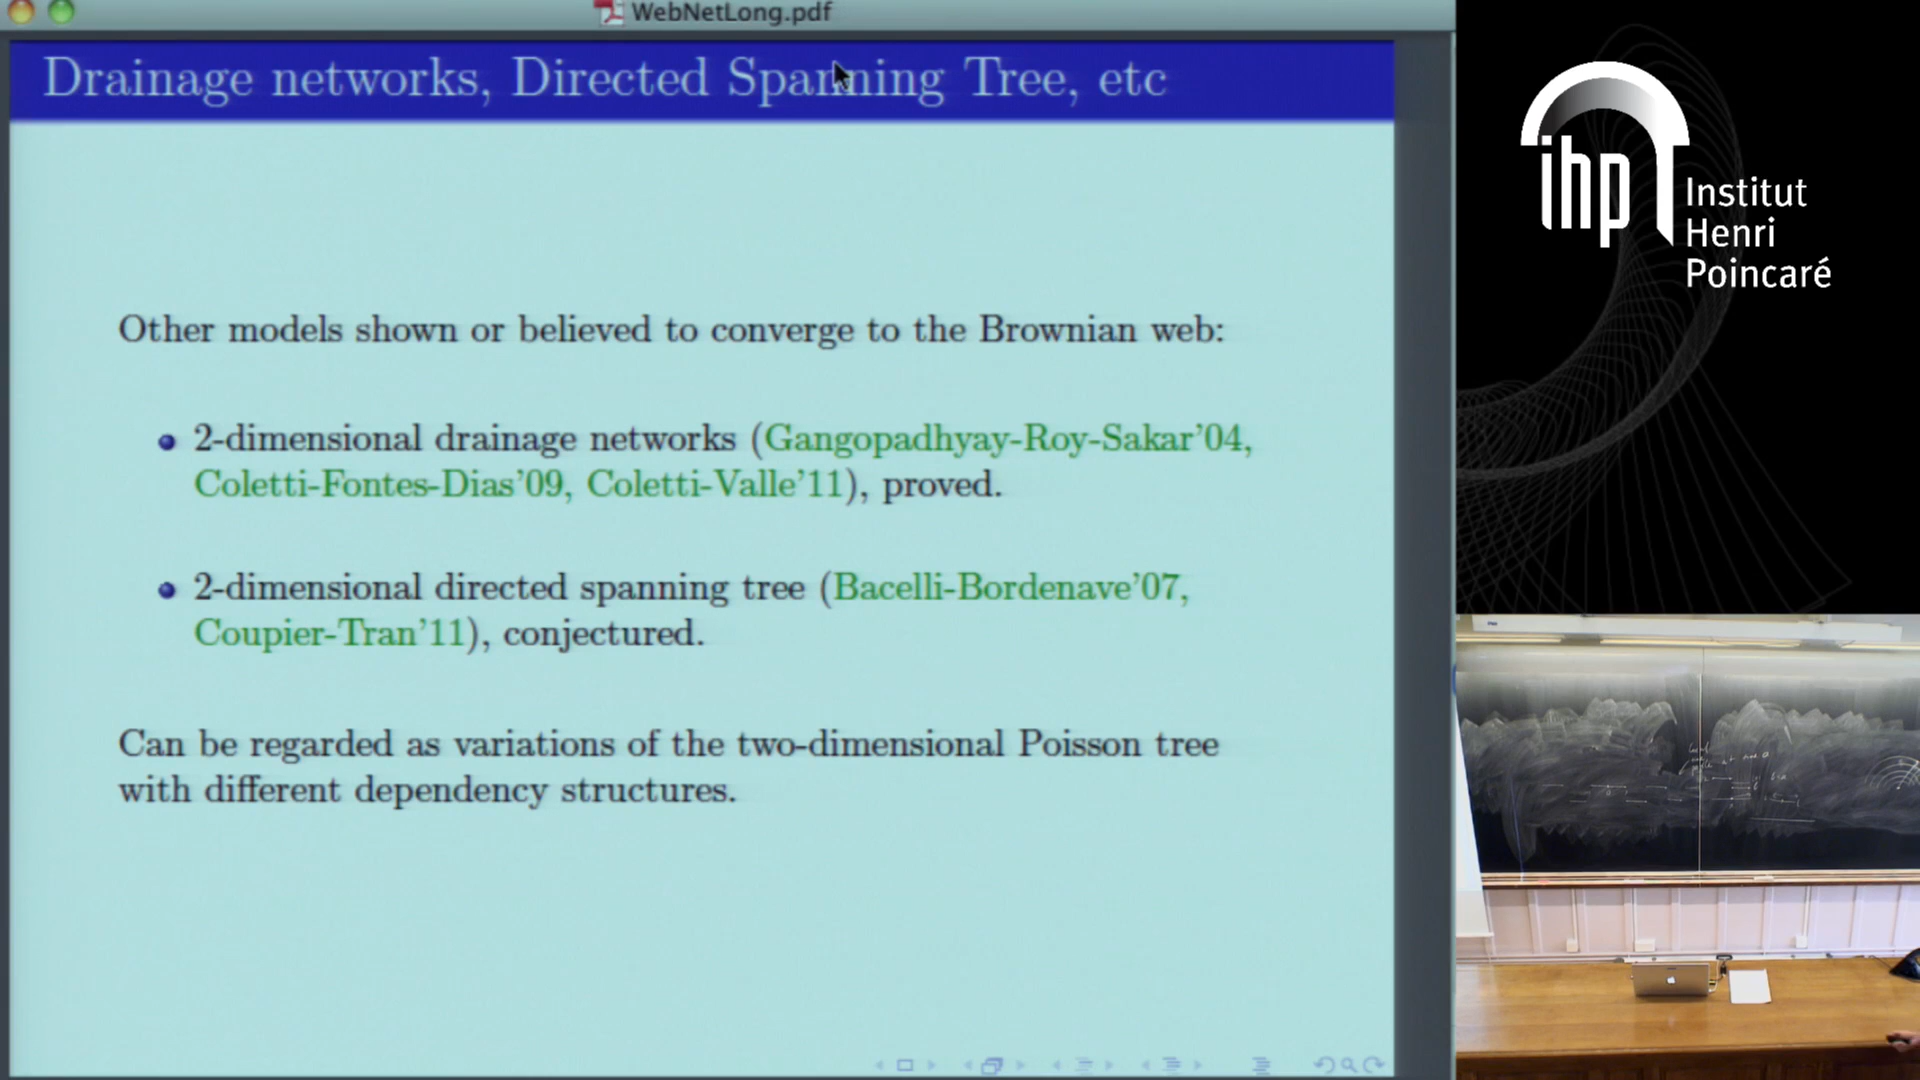 WebNetLong.pdf
Drainage networks, Directed Spanning Tree, etc
Other models shown or believed to converge to the Brownian web:
2-dimensional drainage networks (Gangopadhyay-Roy-Sakar'04,
Coletti-Fontes-Dias'09, Coletti-Valle'11), proved.
2-dimensional directed spanning tree (Bacelli-Bordenave'07,
Coupier-Tran'11), conjectured.
Can be regarded as variations of the two-dimensional Poisson tree
with different dependency structures.
ihp
Institut
Henri
Poincaré